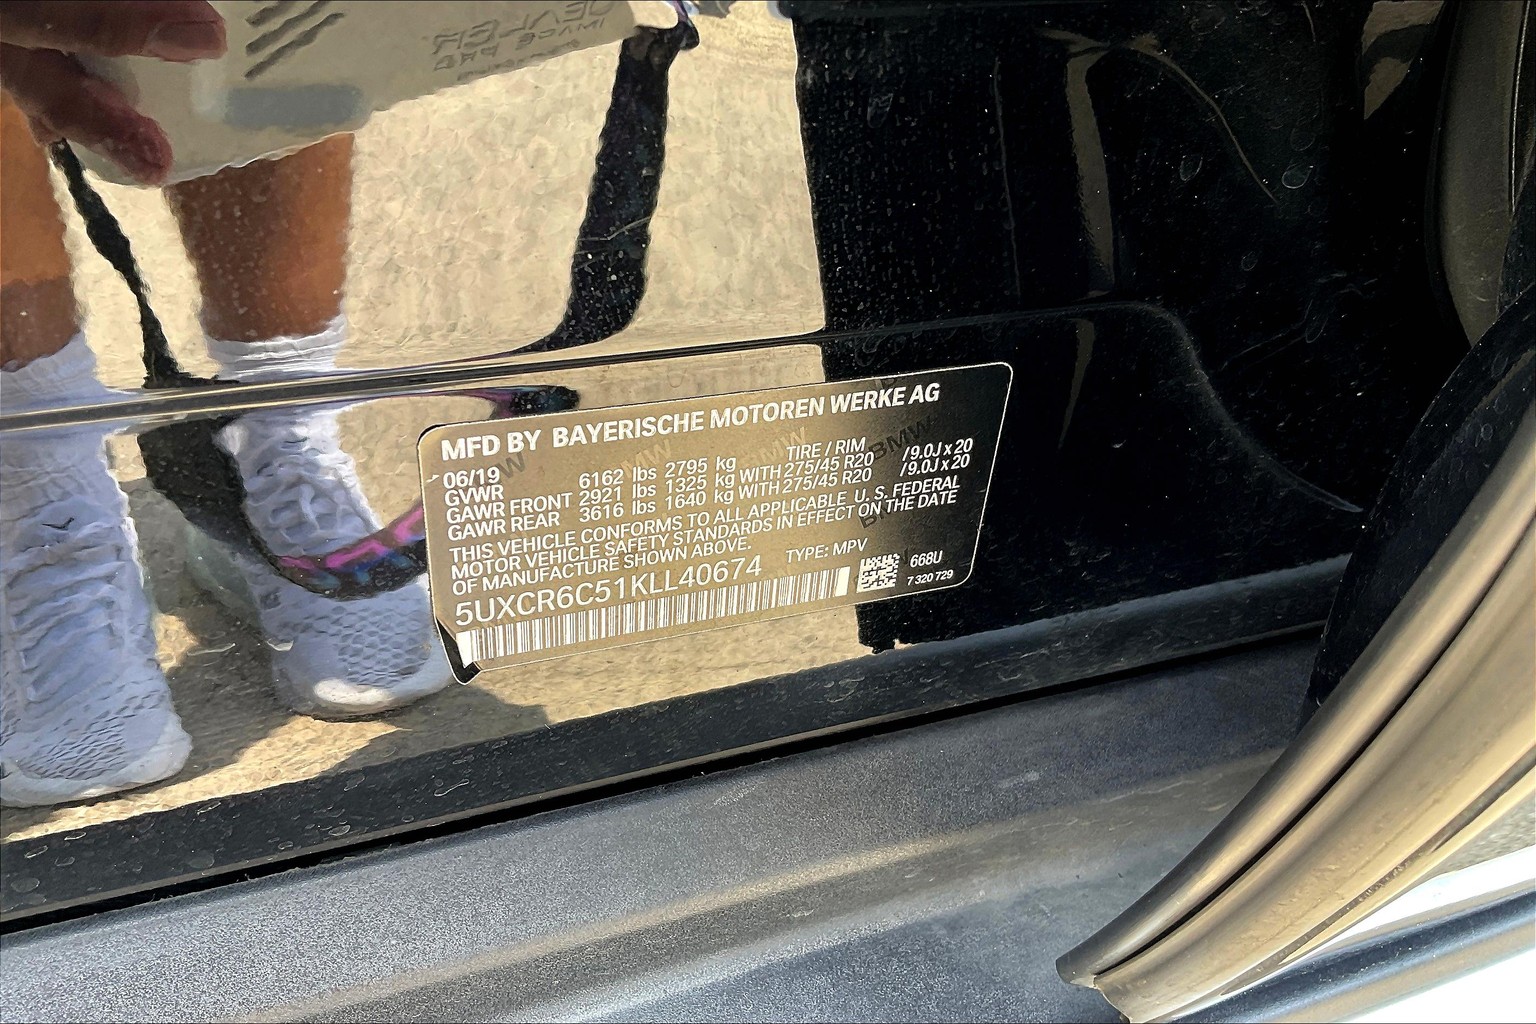 MFD BY BAYERISCHE MOTOREN WERKE AG
06/19 TIRE / RIM
GVWR 6162 lbs 2795 kg
GAWR FRONT 2921 lbs 1325 kg WITH 275/45 R20 /9.0J x 20
GAWR REAR 3616 lbs 1640 kg WITH 275/45 R20 /9.0J x 20
THIS VEHICLE CONFORMS TO ALL APPLICABLE U. S. FEDERAL
MOTOR VEHICLE SAFETY STANDARDS IN EFFECT ON THE DATE
OF MANUFACTURE SHOWN ABOVE. TYPE: MPV
5UXCR6C51KLL40674
668U
7 320 729